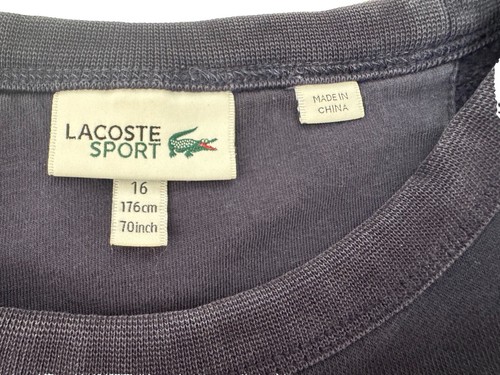 LACOSTE
SPORT
MADE IN
CHINA
16
176cm
70inch